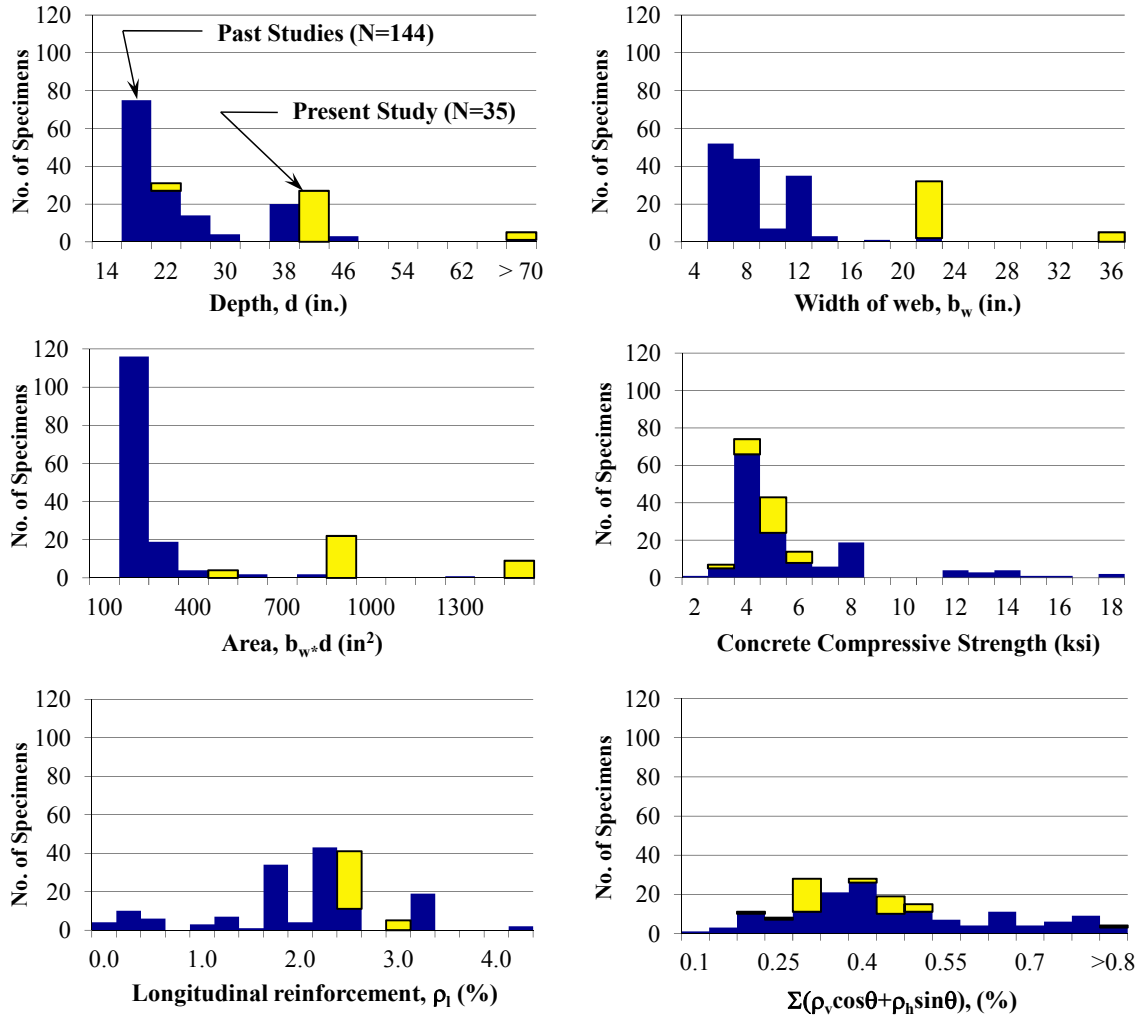 Past Studies (N=144)
Present Study (N=35)
No. of Specimens
120
100
80
60
40
20
0
14 22 30 38 46 54 62 > 70
Depth, d (in.)
No. of Specimens
120
100
80
60
40
20
0
4 8 12 16 20 24 28 32 36
Width of web, bw (in.)
No. of Specimens
120
100
80
60
40
20
0
100 400 700 1000 1300
Area, bw*d (in²)
No. of Specimens
120
100
80
60
40
20
0
2 4 6 8 10 12 14 16 18
Concrete Compressive Strength (ksi)
No. of Specimens
120
100
80
60
40
20
0
0.0 1.0 2.0 3.0 4.0
Longitudinal reinforcement, ρl (%)
No. of Specimens
120
100
80
60
40
20
0
0.1 0.25 0.4 0.55 0.7 >0.8
Σ(ρvcosθ+ρhsinθ), (%)